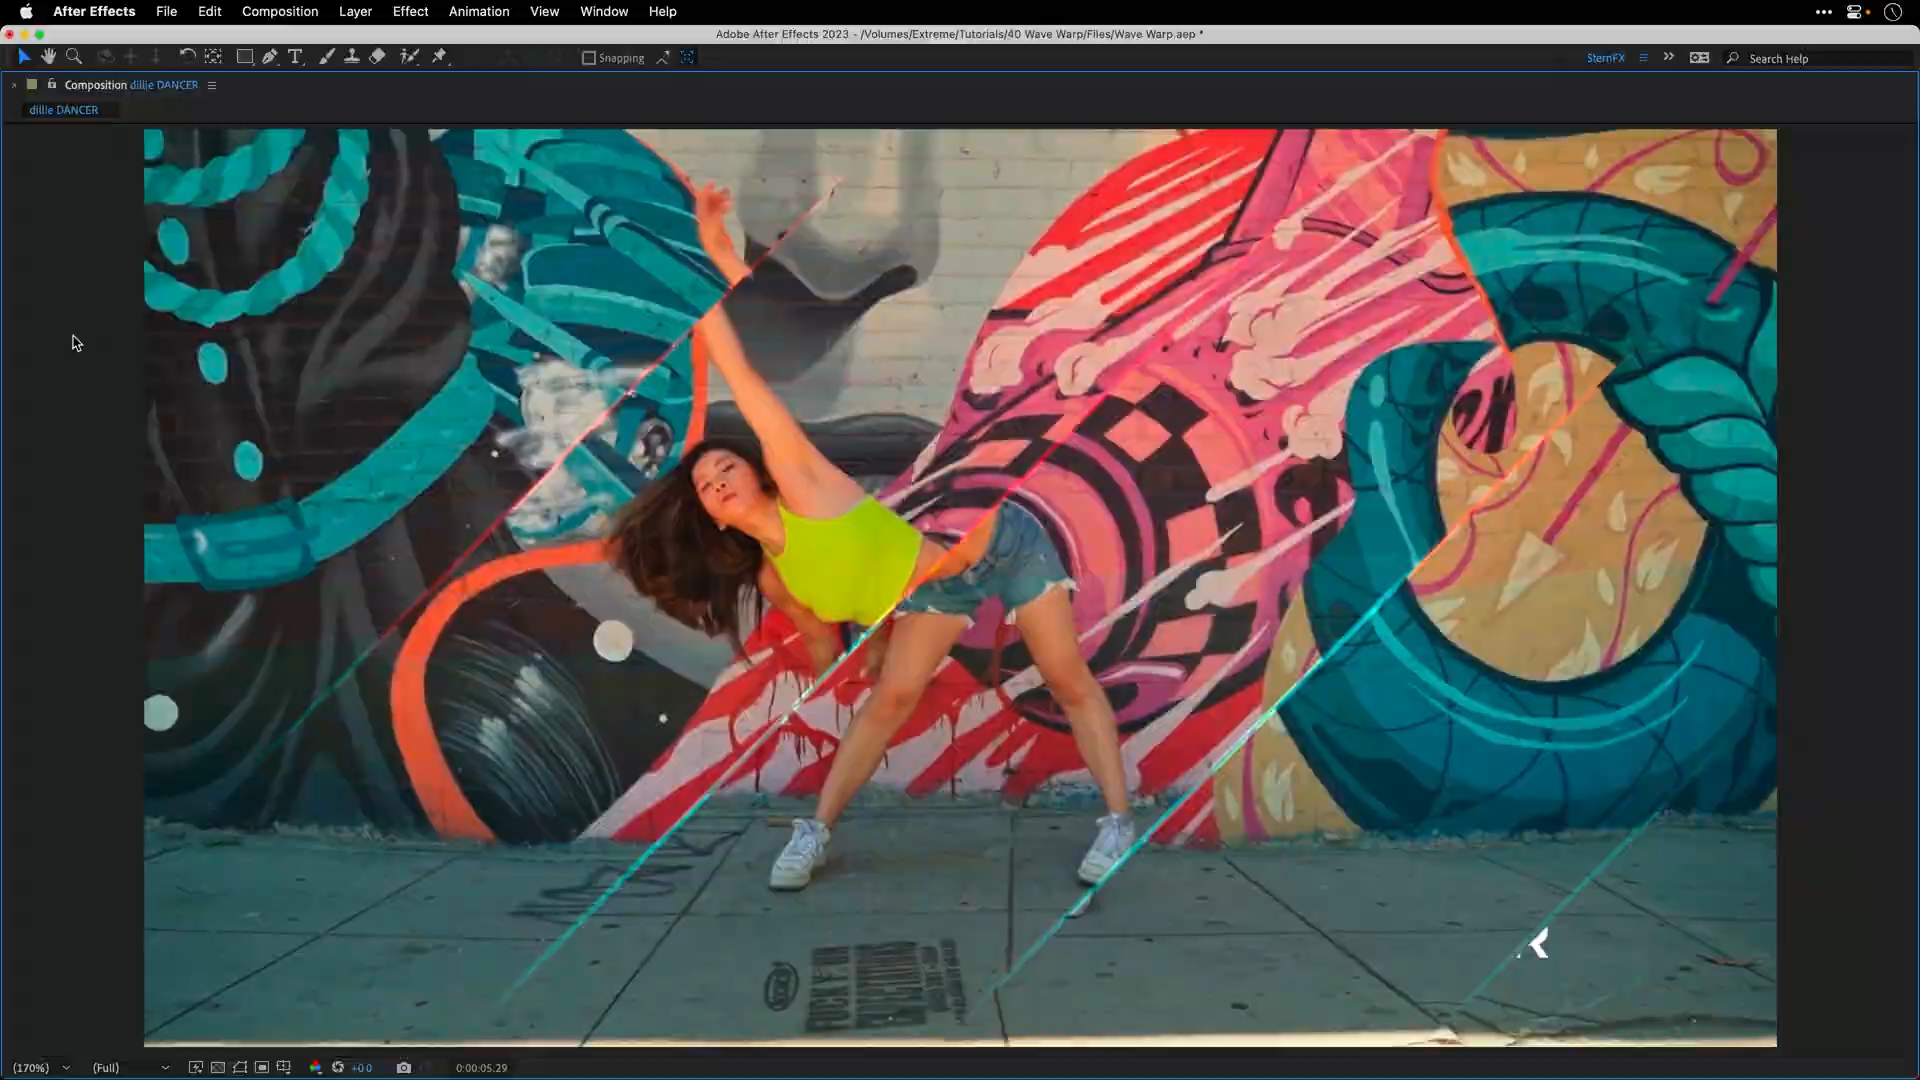 After Effects File Edit Composition Layer Effect Animation View Window Help
Adobe After Effects 2023 - /Volumes/Extreme/Tutorials/40 Wave Warp/Files/Wave Warp.aep *
Snapping SternFX Search Help
Composition dillie DANCER
dillie DANCER
(170%) (Full) +0.0 0:00:05:29